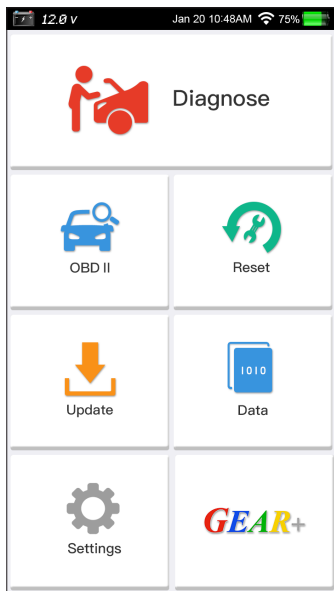 12.0 v Jan 20 10:48AM 75%
Diagnose
OBD II Reset
1010
Update Data
Settings GEAR+